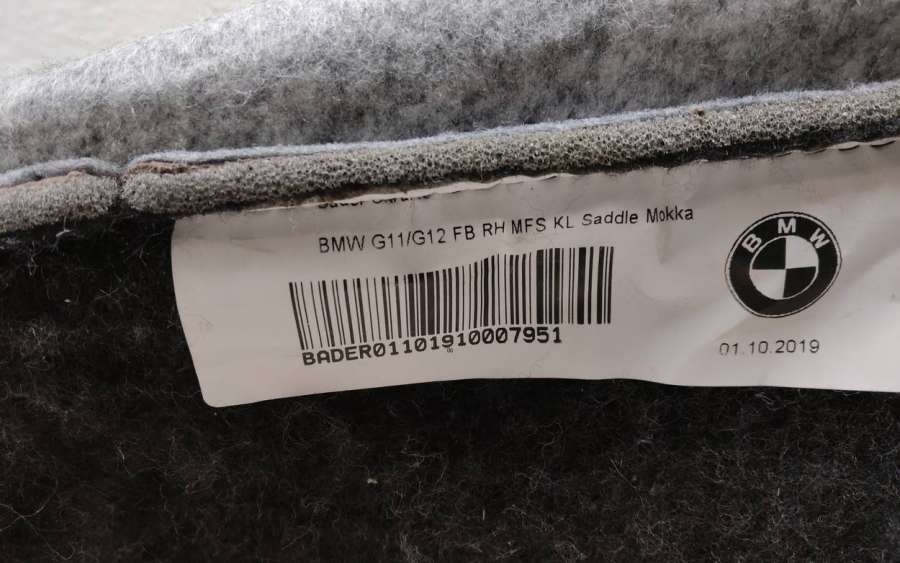 BMW G11/G12 FB RH MFS KL Saddle Mokka
BADER01101910007951
BMW
01.10.2019